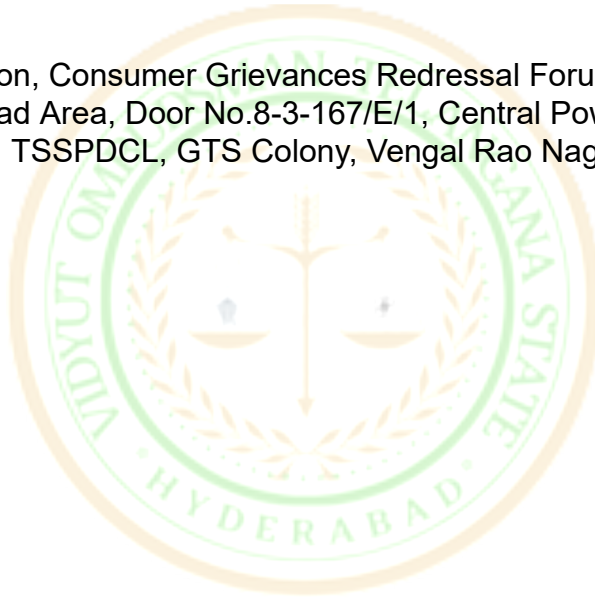 on, Consumer Grievances Redressal Foru
ad Area, Door No.8-3-167/E/1, Central Pow
TSSPDCL, GTS Colony, Vengal Rao Nag
VIDYUT OMBUDSMAN TELANGANA STATE
HYDERABAD